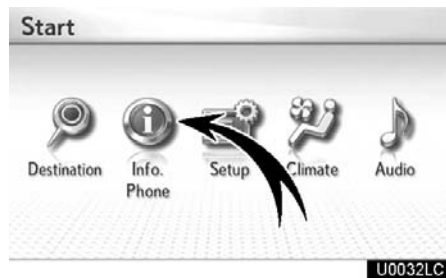 Start
Destination
Info.
Phone
Setup
Climate
Audio
U0032LC